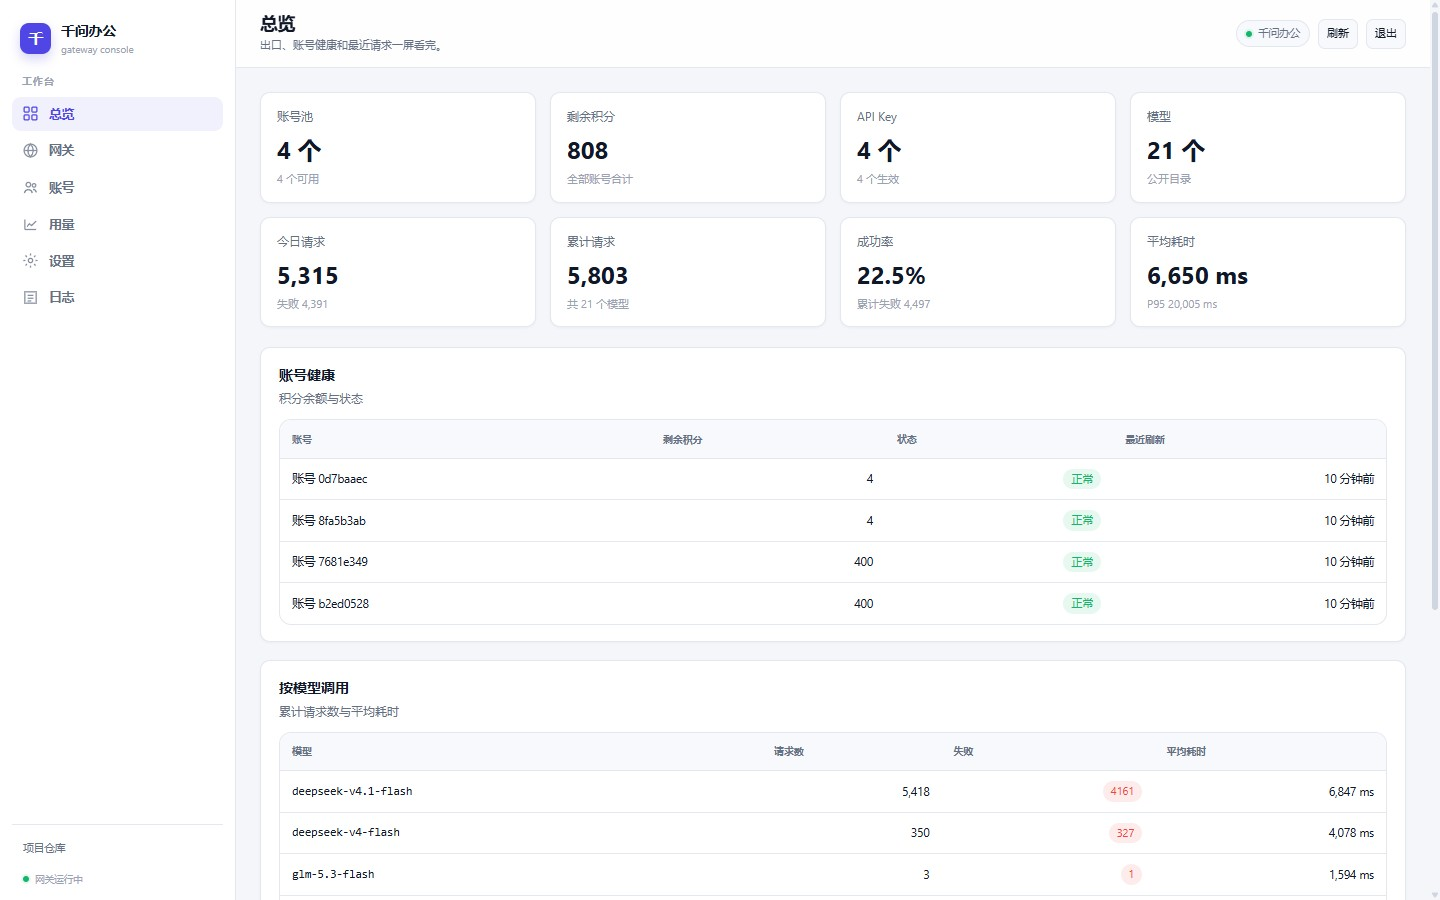 千
千问办公
gateway console
工作台
总览
网关
账号
用量
设置
日志
项目仓库
网关运行中
总览
出口、账号健康和最近请求一屏看完。
千问办公
刷新
退出
账号池
4 个
4 个可用
剩余积分
808
全部账号合计
API Key
4 个
4 个生效
模型
21 个
公开目录
今日请求
5,315
失败 4,391
累计请求
5,803
共 21 个模型
成功率
22.5%
累计失败 4,497
平均耗时
6,650 ms
P95 20,005 ms
账号健康
积分余额与状态
账号 剩余积分 状态 最近刷新
账号 0d7baaec 4 正常 10 分钟前
账号 8fa5b3ab 4 正常 10 分钟前
账号 7681e349 400 正常 10 分钟前
账号 b2ed0528 400 正常 10 分钟前
按模型调用
累计请求数与平均耗时
模型 请求数 失败 平均耗时
deepseek-v4.1-flash 5,418 4161 6,847 ms
deepseek-v4-flash 350 327 4,078 ms
glm-5.3-flash 3 1 1,594 ms